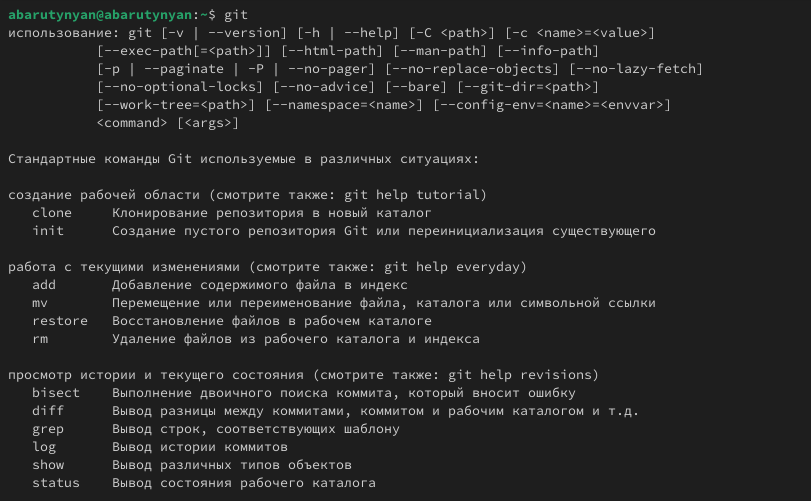 abarutynyan@abarutynyan:~$ git
использование: git [-v | --version] [-h | --help] [-C <path>] [-c <name>=<value>]
           [--exec-path[=<path>]] [--html-path] [--man-path] [--info-path]
           [-p | --paginate | -P | --no-pager] [--no-replace-objects] [--no-lazy-fetch]
           [--no-optional-locks] [--no-advice] [--bare] [--git-dir=<path>]
           [--work-tree=<path>] [--namespace=<name>] [--config-env=<name>=<envvar>]
           <command> [<args>]

Стандартные команды Git используемые в различных ситуациях:

создание рабочей области (смотрите также: git help tutorial)
   clone     Клонирование репозитория в новый каталог
   init      Создание пустого репозитория Git или переинициализация существующего

работа с текущими изменениями (смотрите также: git help everyday)
   add       Добавление содержимого файла в индекс
   mv        Перемещение или переименование файла, каталога или символьной ссылки
   restore   Восстановление файлов в рабочем каталоге
   rm        Удаление файлов из рабочего каталога и индекса

просмотр истории и текущего состояния (смотрите также: git help revisions)
   bisect    Выполнение двоичного поиска коммита, который вносит ошибку
   diff      Вывод разницы между коммитами, коммитом и рабочим каталогом и т.д.
   grep      Вывод строк, соответствующих шаблону
   log       Вывод истории коммитов
   show      Вывод различных типов объектов
   status    Вывод состояния рабочего каталога